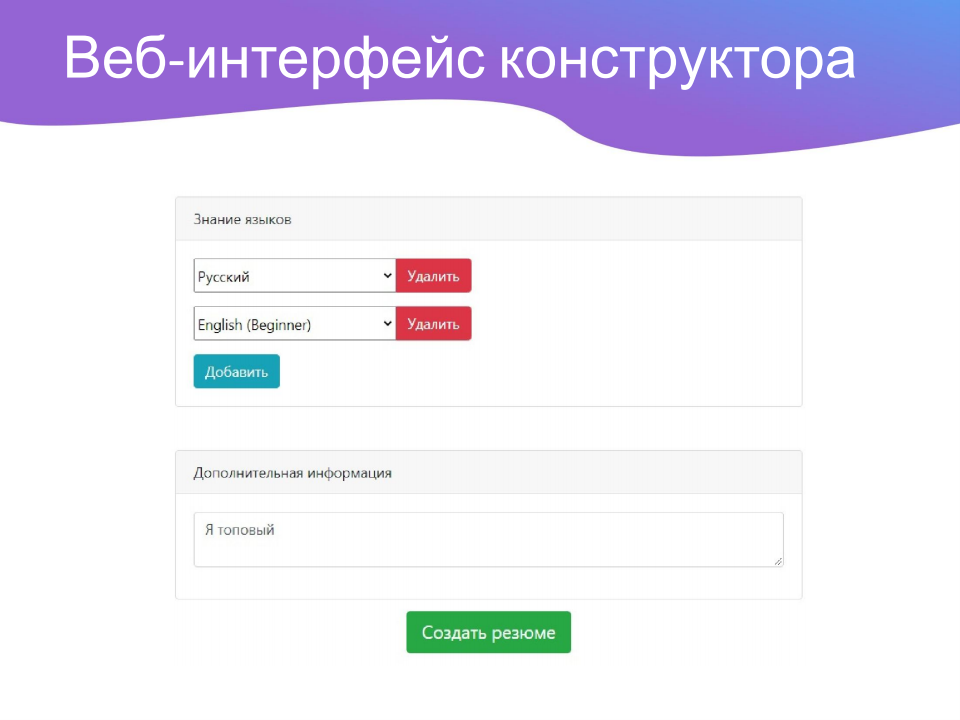 Веб-интерфейс конструктора
Знание языков
Русский Удалить
English (Beginner) Удалить
Добавить
Дополнительная информация
Я топовый
Создать резюме